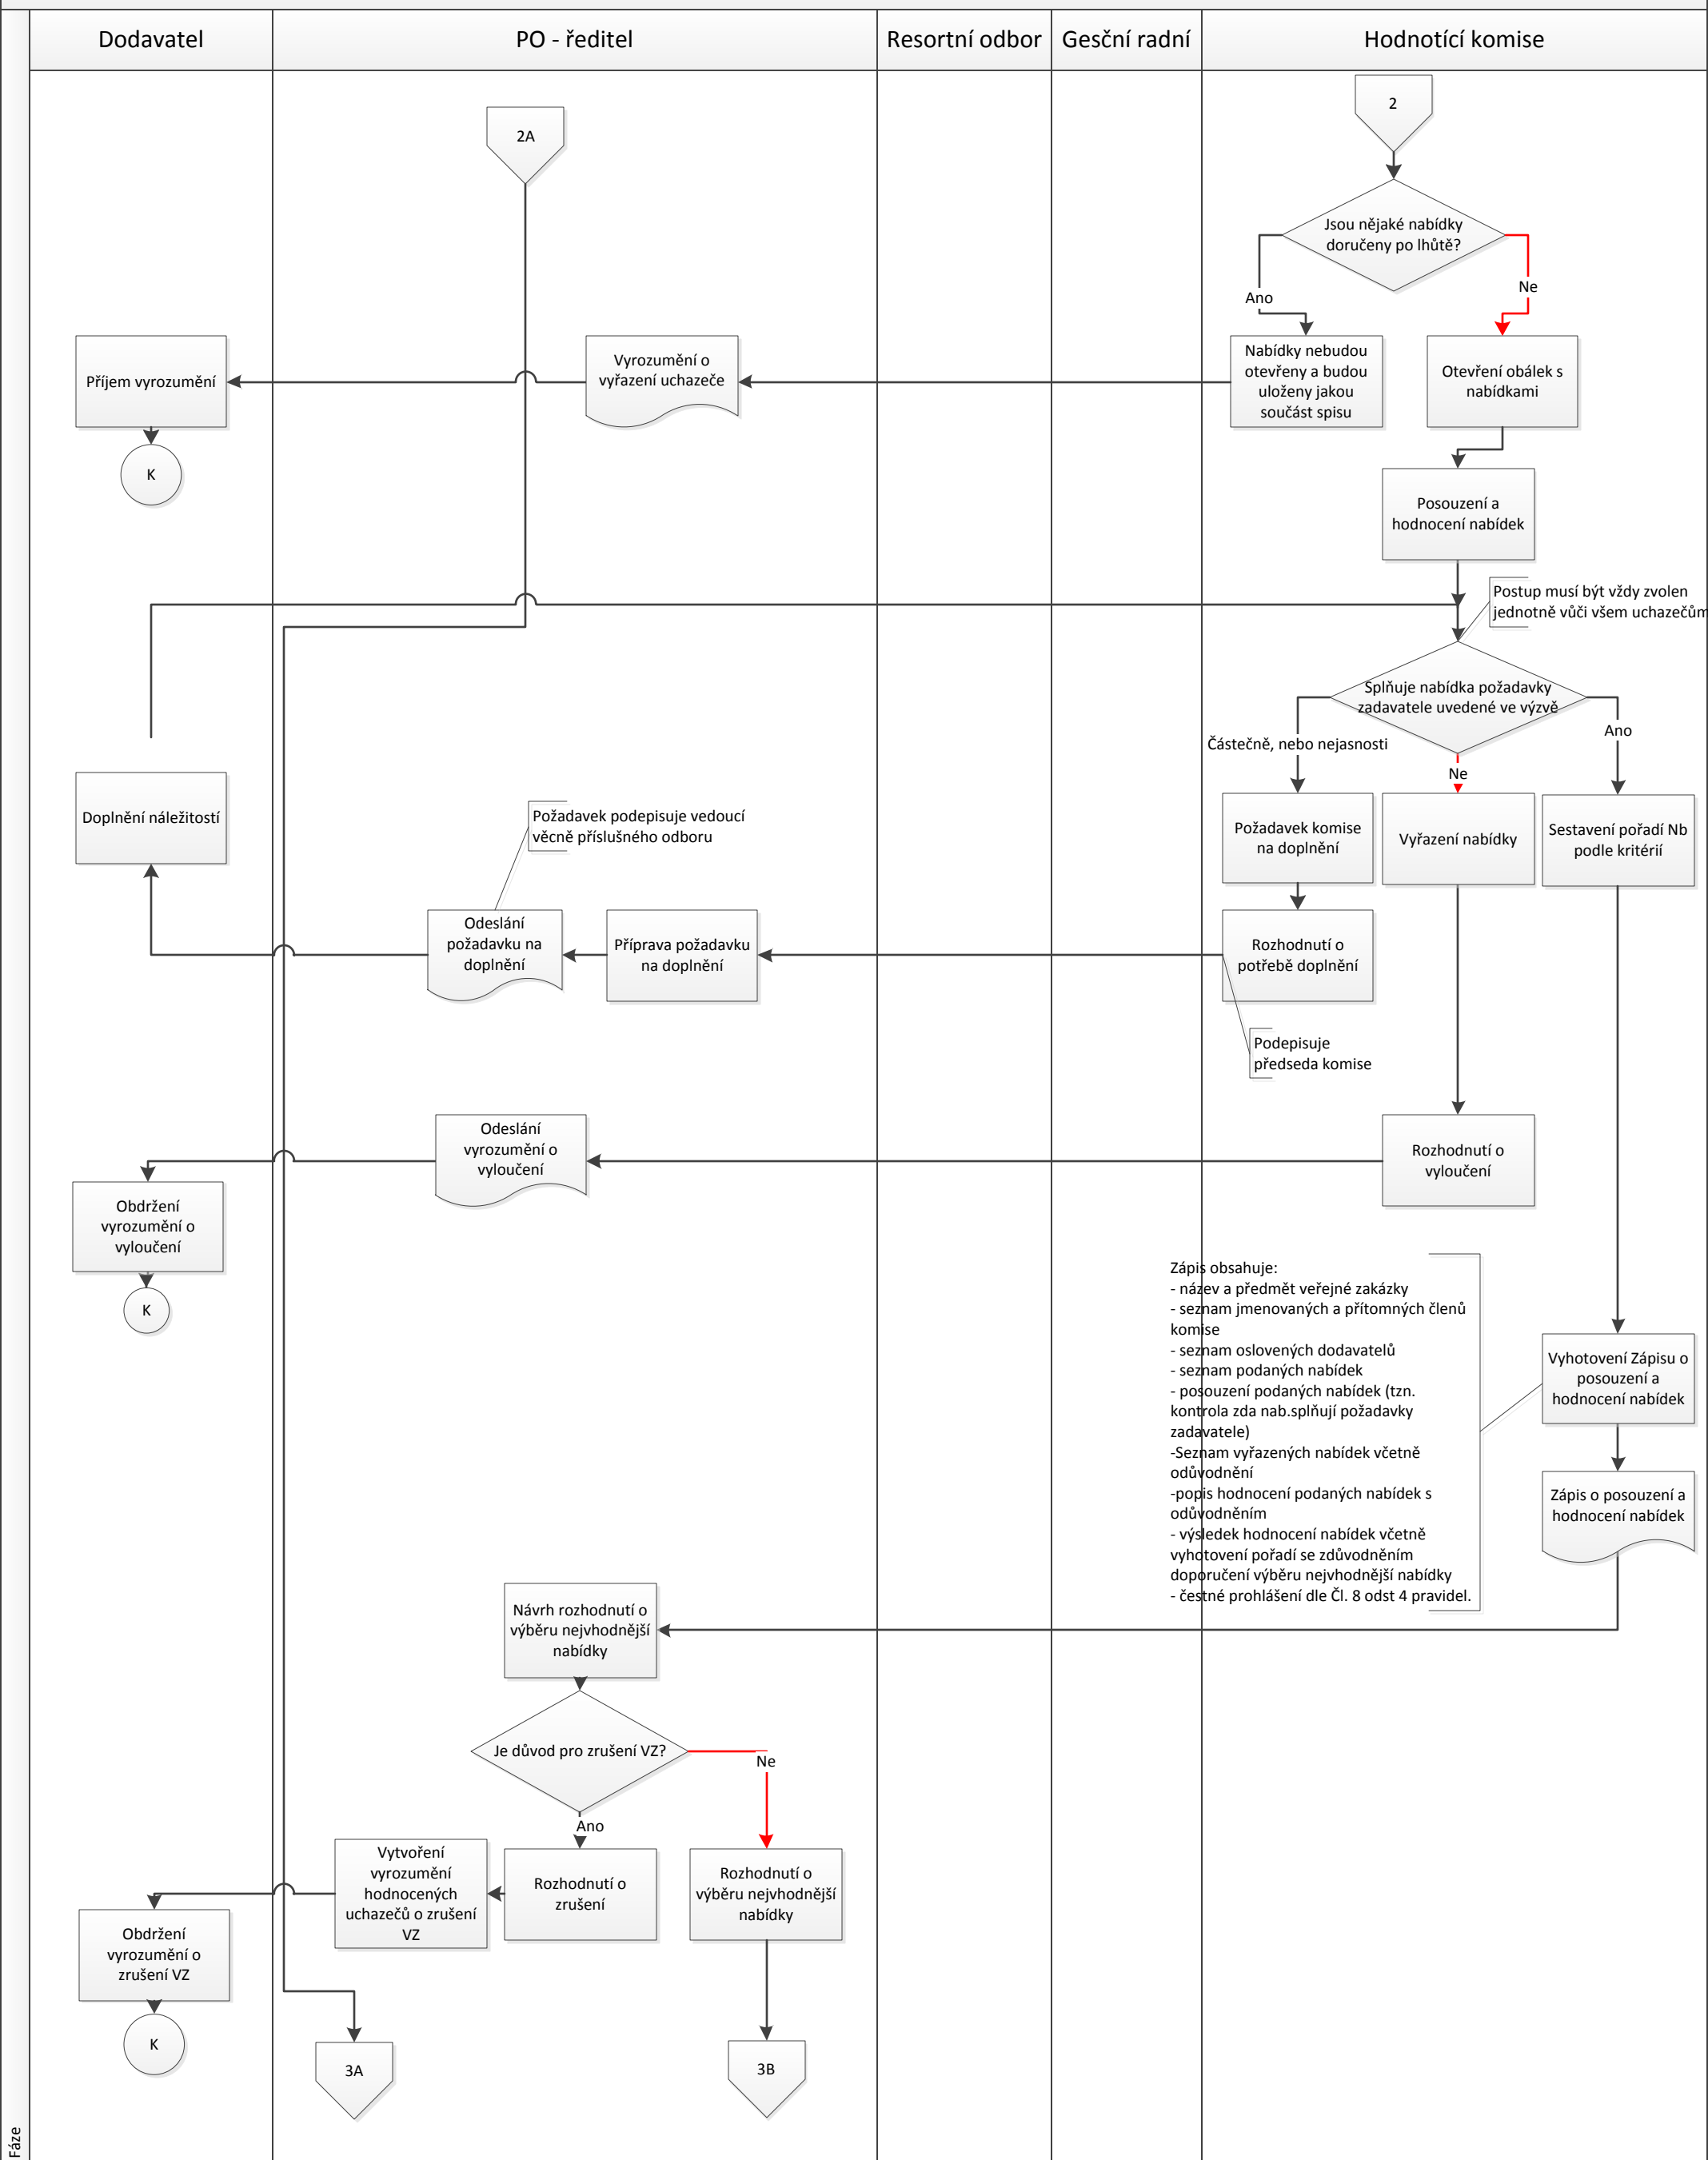 Dodavatel
PO - ředitel
Resortní odbor
Gesční radní
Hodnotící komise
2
2A
Jsou nějaké nabídky
doručeny po lhůtě?
Ano
Ne
Příjem vyrozumění
Vyrozumění o
vyřazení uchazeče
Nabídky nebudou
otevřeny a budou
uloženy jakou
součást spisu
Otevření obálek s
nabídkami
K
Posouzení a
hodnocení nabídek
Postup musí být vždy zvolen
jednotně vůči všem uchazečům
Splňuje nabídka požadavky
zadavatele uvedené ve výzvě
Částečně, nebo nejasnosti
Ne
Ano
Doplnění náležitostí
Požadavek podepisuje vedoucí
věcně příslušného odboru
Požadavek komise
na doplnění
Vyřazení nabídky
Sestavení pořadí Nb
podle kritérií
Odeslání
požadavku na
doplnění
Příprava požadavku
na doplnění
Rozhodnutí o
potřebě doplnění
Podepisuje
předseda komise
Odeslání
vyrozumění o
vyloučení
Rozhodnutí o
vyloučení
Obdržení
vyrozumění o
vyloučení
K
Zápis obsahuje:
- název a předmět veřejné zakázky
- seznam jmenovaných a přítomných členů
komise
- seznam oslovených dodavatelů
- seznam podaných nabídek
- posouzení podaných nabídek (tzn.
kontrola zda nab.splňují požadavky
zadavatele)
-Seznam vyřazených nabídek včetně
odůvodnění
-popis hodnocení podaných nabídek s
odůvodněním
- výsledek hodnocení nabídek včetně
vyhotovení pořadí se zdůvodněním
doporučení výběru nejvhodnější nabídky
- čestné prohlášení dle Čl. 8 odst 4 pravidel.
Vyhotovení Zápisu o
posouzení a
hodnocení nabídek
Zápis o posouzení a
hodnocení nabídek
Návrh rozhodnutí o
výběru nejvhodnější
nabídky
Je důvod pro zrušení VZ?
Ne
Ano
Vytvoření
vyrozumění
hodnocených
uchazečů o zrušení
VZ
Rozhodnutí o
zrušení
Rozhodnutí o
výběru nejvhodnější
nabídky
Obdržení
vyrozumění o
zrušení VZ
K
3A
3B
Fáze